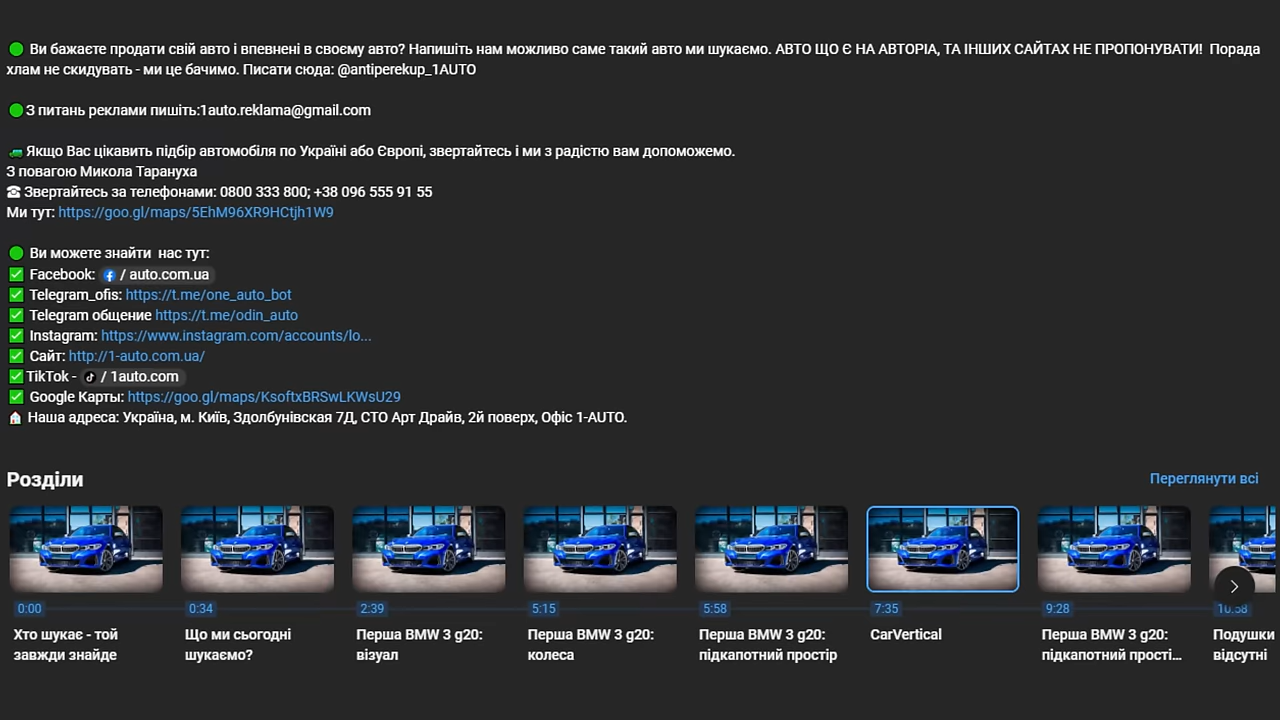 Ви бажаєте продати свій авто і впевнені в своєму авто? Напишіть нам можливо саме такий авто ми шукаємо. АВТО ЩО Є НА АВТОРІА, ТА ІНШИХ САЙТАХ НЕ ПРОПОНУВАТИ! Порада
хлам не скидувать - ми це бачимо. Писати сюда: @antiperekup_1AUTO
З питань реклами пишіть:1auto.reklama@gmail.com
Якщо Вас цікавить підбір автомобіля по Україні або Європі, звертайтесь і ми з радістю вам допоможемо.
З повагою Микола Тарануха
☎ Звертайтесь за телефонами: 0800 333 800; +38 096 555 91 55
Ми тут: https://goo.gl/maps/5EhM96XR9HCtjh1W9
Ви можете знайти нас тут:
✅ Facebook: / auto.com.ua
✅ Telegram_ofis: https://t.me/one_auto_bot
✅ Telegram общение https://t.me/odin_auto
✅ Instagram: https://www.instagram.com/accounts/lo...
✅ Сайт: http://1-auto.com.ua/
✅ TikTok - / 1auto.com
✅ Google Карты: https://goo.gl/maps/KsoftxBRSwLKWsU29
Наша адреса: Україна, м. Київ, Здолбунівская 7Д, СТО Арт Драйв, 2й поверх, Офіс 1-AUTO.
Розділи
Переглянути всі
0:00
Хто шукає - той
завжди знайде
0:34
Що ми сьогодні
шукаємо?
2:39
Перша BMW 3 g20:
візуал
5:15
Перша BMW 3 g20:
колеса
5:58
Перша BMW 3 g20:
підкапотний простір
7:35
CarVertical
9:28
Перша BMW 3 g20:
підкапотний прості...
10:58
Подушки
відсутні